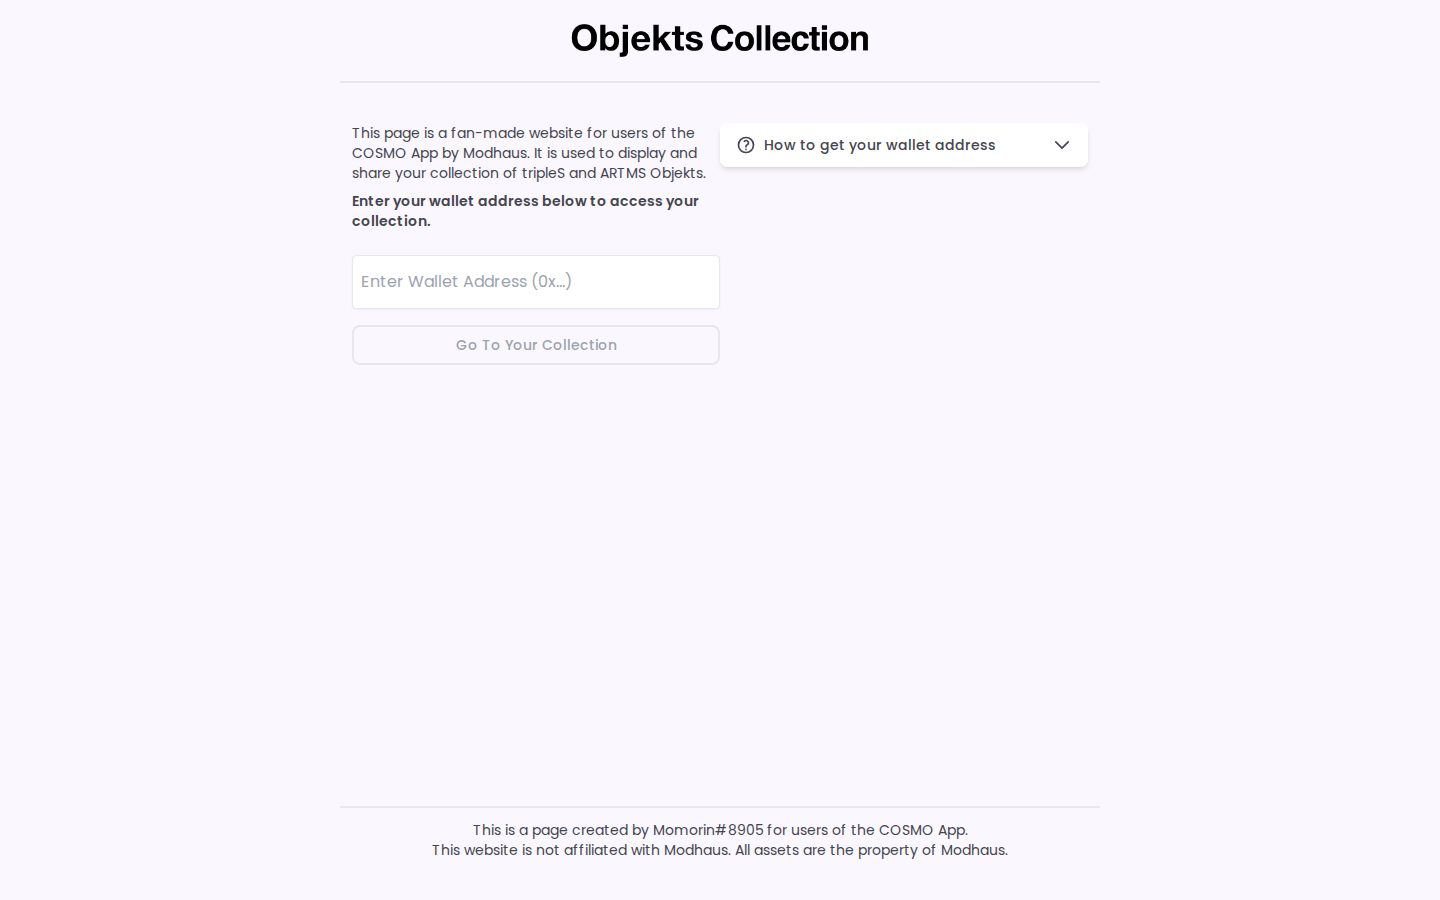 Objekts Collection
This page is a fan-made website for users of the
COSMO App by Modhaus. It is used to display and
share your collection of tripleS and ARTMS Objekts.
Enter your wallet address below to access your
collection.
Enter Wallet Address (0x...)
Go To Your Collection
How to get your wallet address
This is a page created by Momorin#8905 for users of the COSMO App.
This website is not affiliated with Modhaus. All assets are the property of Modhaus.